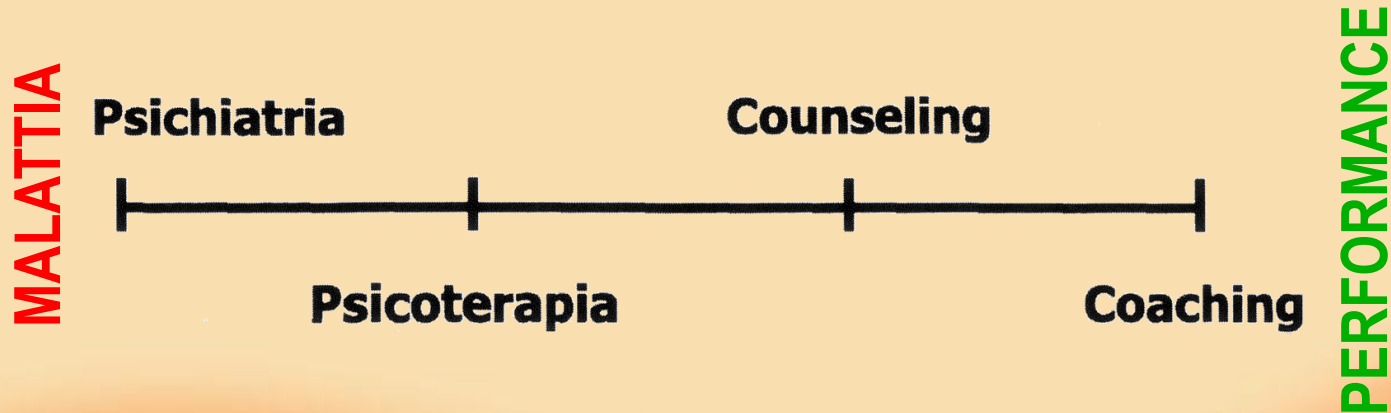 MALATTIA
Psichiatria
Counseling
Psicoterapia
Coaching
PERFORMANCE